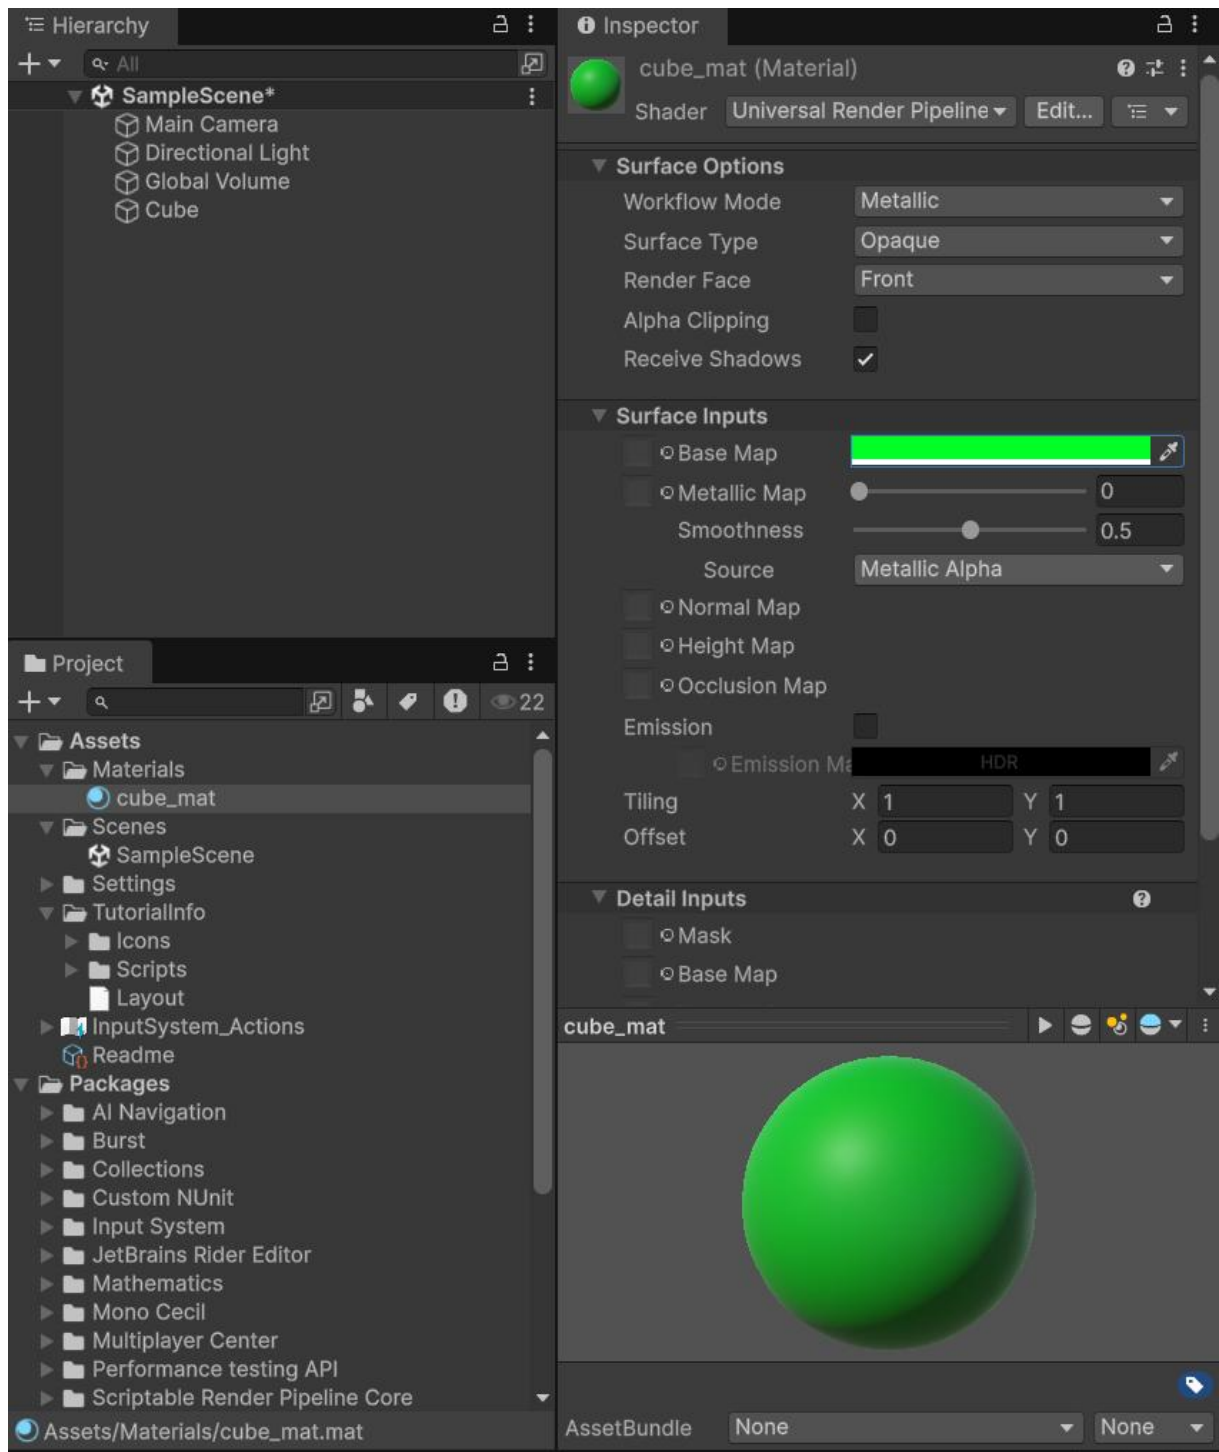 Hierarchy
All
SampleScene*
Main Camera
Directional Light
Global Volume
Cube
Project
22
Assets
Materials
cube_mat
Scenes
SampleScene
Settings
TutorialInfo
Icons
Scripts
Layout
InputSystem_Actions
Readme
Packages
AI Navigation
Burst
Collections
Custom NUnit
Input System
JetBrains Rider Editor
Mathematics
Mono Cecil
Multiplayer Center
Performance testing API
Scriptable Render Pipeline Core
Assets/Materials/cube_mat.mat
Inspector
cube_mat (Material)
Shader Universal Render Pipeline Edit...
Surface Options
Workflow Mode Metallic
Surface Type Opaque
Render Face Front
Alpha Clipping
Receive Shadows
Surface Inputs
Base Map
Metallic Map 0
Smoothness 0.5
Source Metallic Alpha
Normal Map
Height Map
Occlusion Map
Emission
Emission Ma HDR
Tiling X 1 Y 1
Offset X 0 Y 0
Detail Inputs
Mask
Base Map
cube_mat
AssetBundle None None